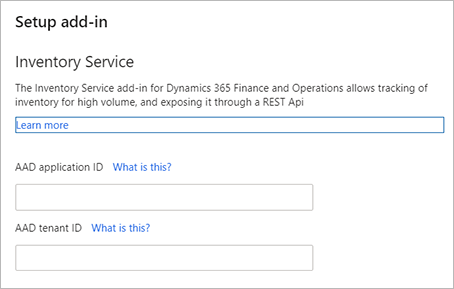 Setup add-in
Inventory Service
The Inventory Service add-in for Dynamics 365 Finance and Operations allows tracking of
inventory for high volume, and exposing it through a REST Api
Learn more
AAD application ID What is this?
AAD tenant ID What is this?